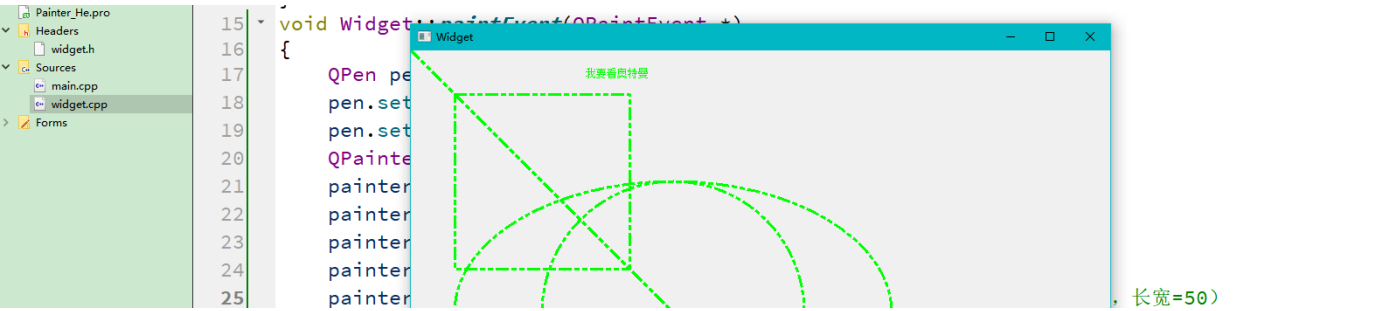 Painter_He.pro
Headers
widget.h
Sources
main.cpp
widget.cpp
Forms
15 void Widget::paintEvent(QPaintEvent *)
16 {
17 QPen pe
18 pen.set
19 pen.set
20 QPainte
21 painter
22 painter
23 painter
24 painter
25 painter
，长宽=50）
Widget
我要看奥特曼